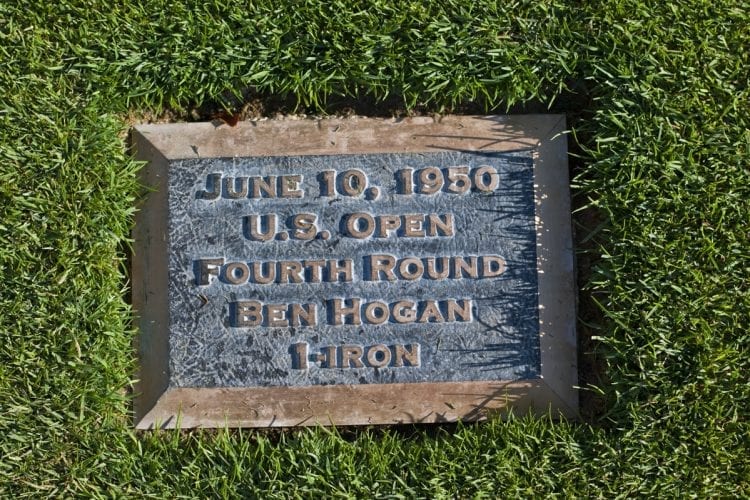 June 10, 1950
U.S. Open
Fourth Round
Ben Hogan
1-Iron